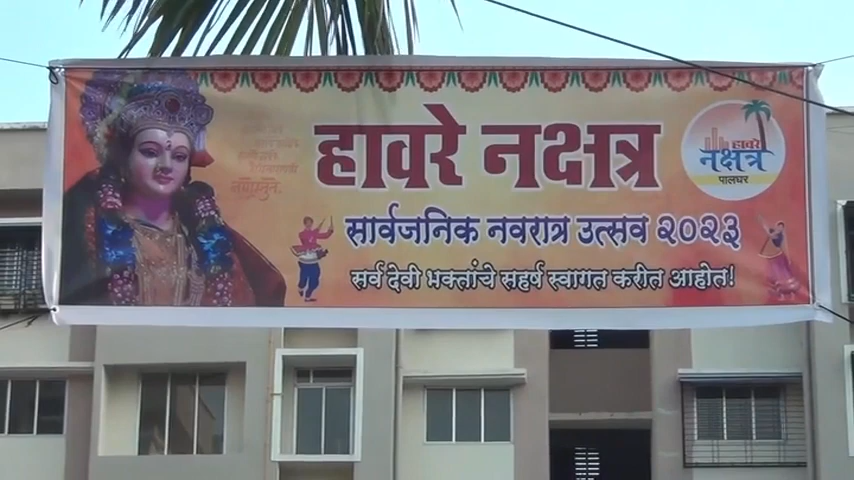 हावरे नक्षत्र
सार्वजनिक नवरात्र उत्सव २०२३
सर्व देवी भक्तांचे सहर्ष स्वागत करीत आहोत!
हावरे
नक्षत्र
पालघर